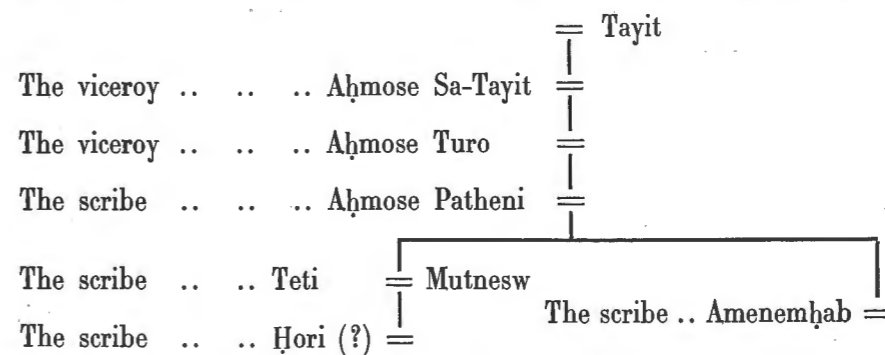 = Tayit
The viceroy .. .. .. Aḥmose Sa-Tayit =
The viceroy .. .. .. Aḥmose Turo =
The scribe .. .. .. Aḥmose Patheni =
The scribe .. .. Teti = Mutnesw
The scribe .. Amenemḥab =
The scribe .. .. Ḥori (?) =